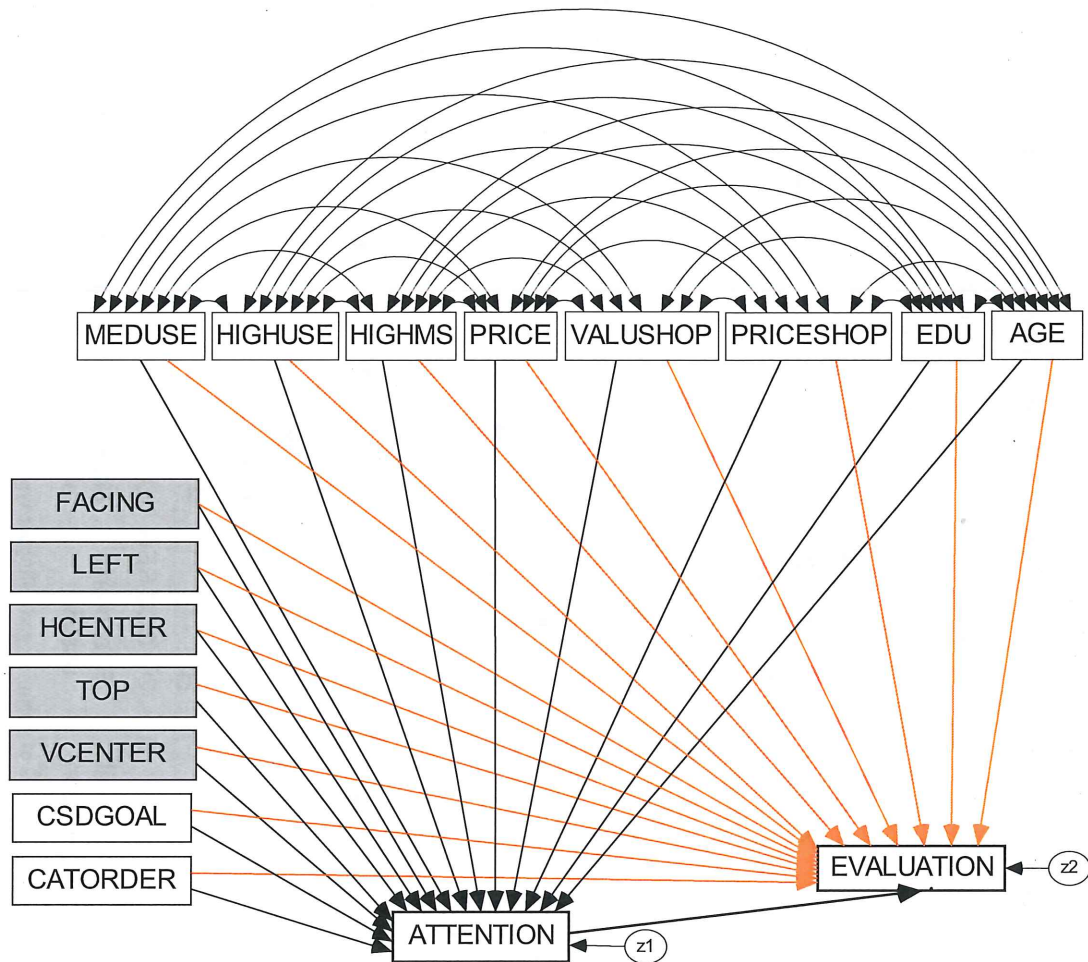 MEDUSE HIGHUSE HIGHMS PRICE VALUSHOP PRICESHOP EDU AGE
FACING
LEFT
HCENTER
TOP
VCENTER
CSDGOAL
CATORDER
EVALUATION z2
ATTENTION z1